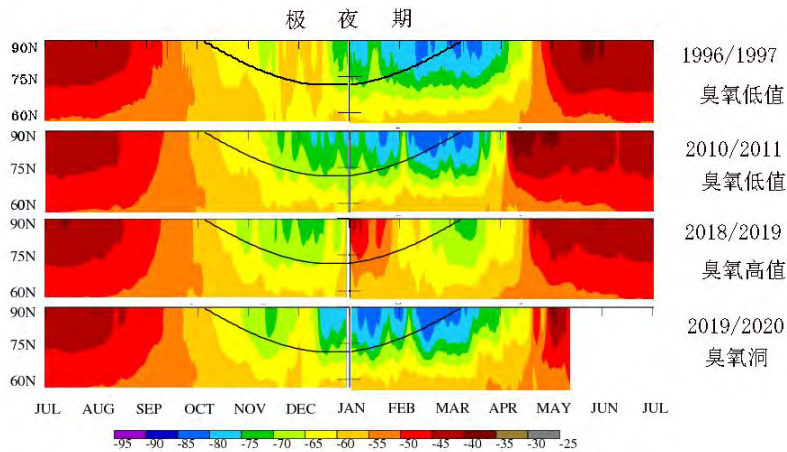 极 夜 期
90N
75N
60N
1996/1997
臭氧低值
90N
75N
60N
2010/2011
臭氧低值
90N
75N
60N
2018/2019
臭氧高值
90N
75N
60N
2019/2020
臭氧洞
JUL AUG SEP OCT NOV DEC JAN FEB MAR APR MAY JUN JUL
-95 -90 -85 -80 -75 -70 -65 -60 -55 -50 -45 -40 -35 -30 -25